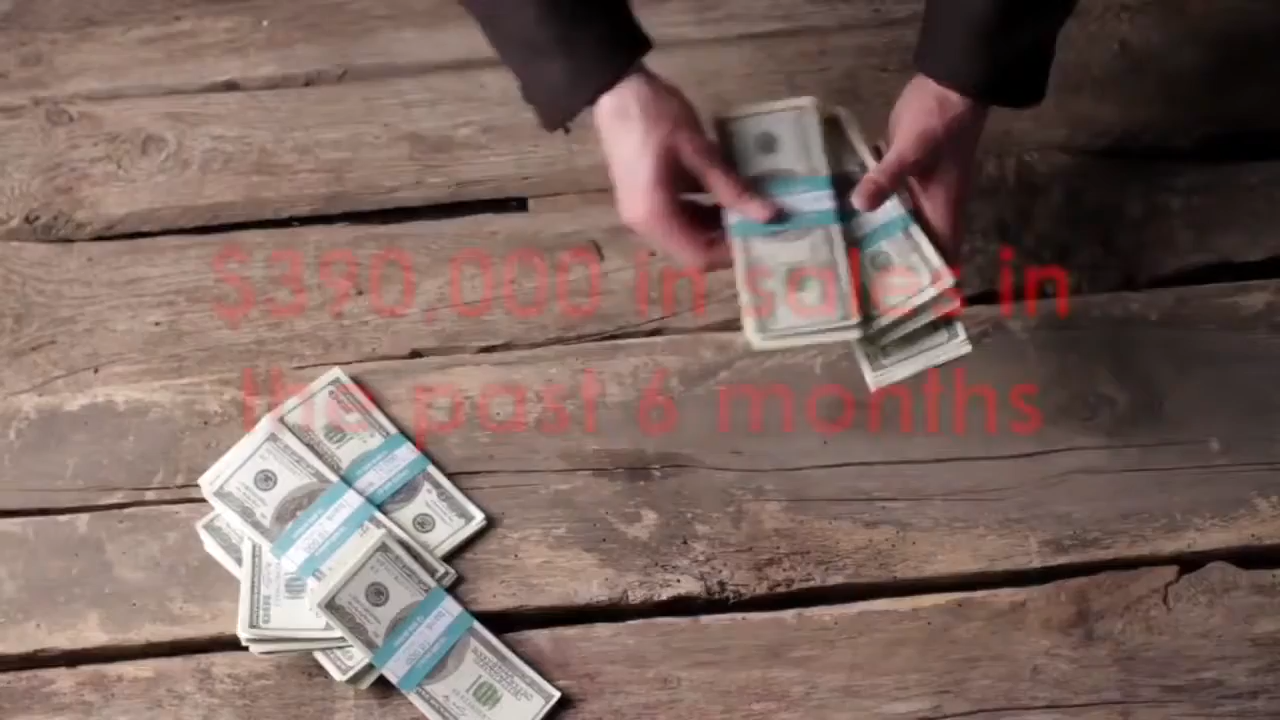 $390,000 in sales in
the past 6 months